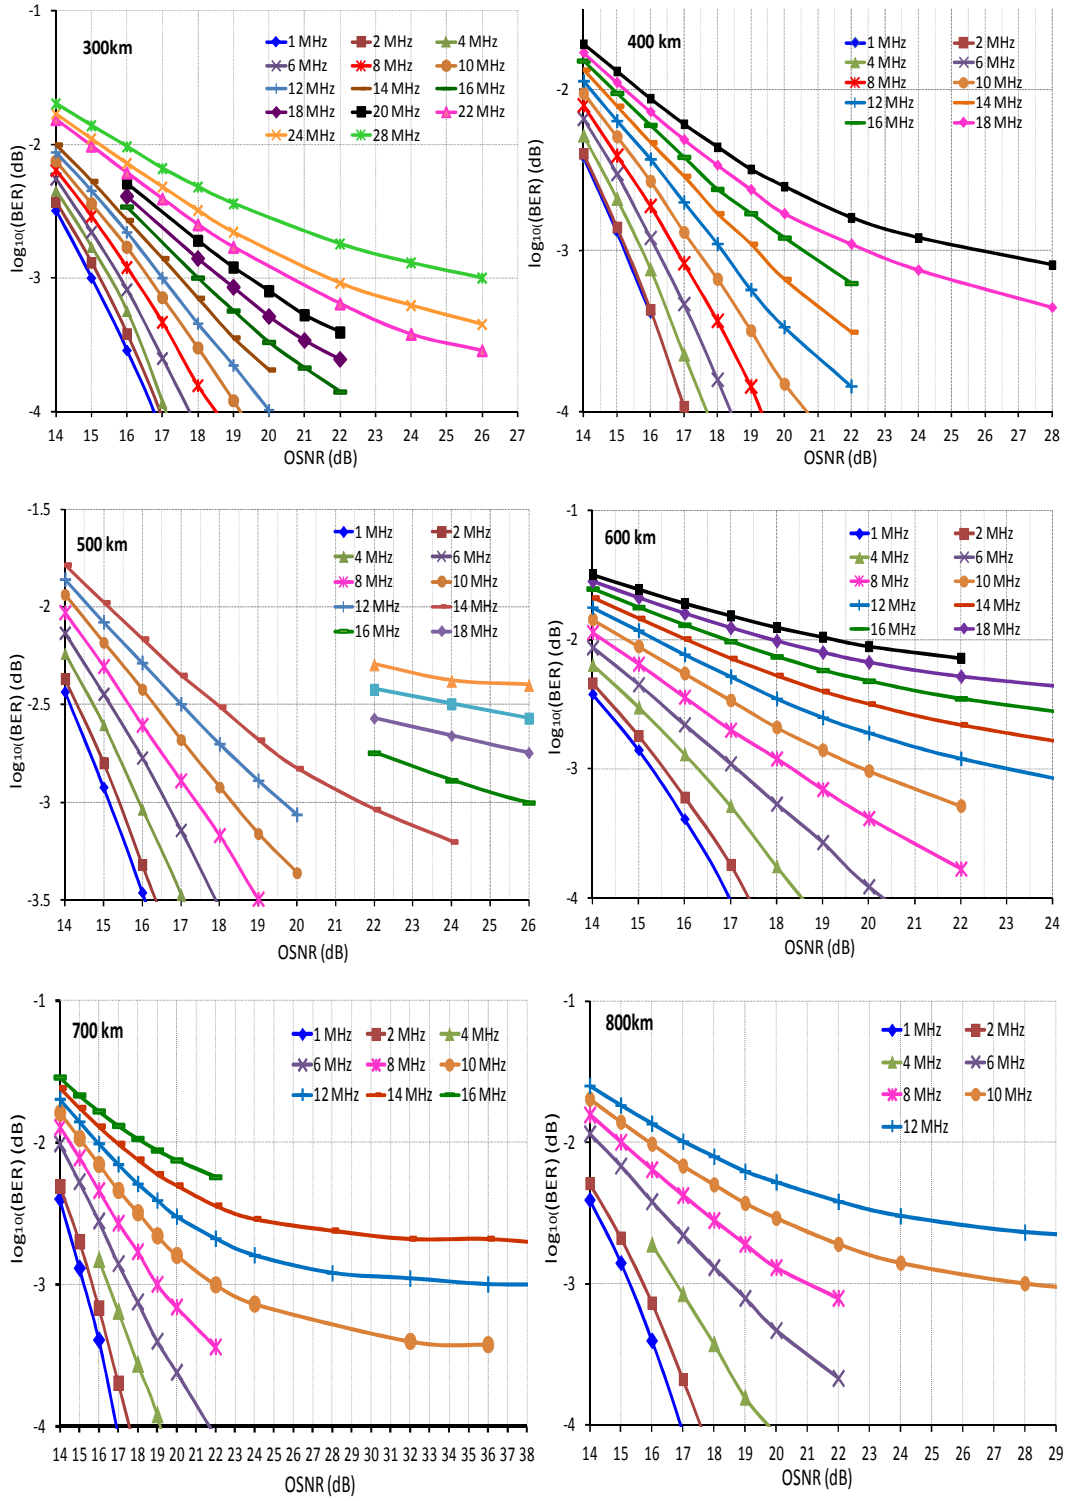 300km
1 MHz 2 MHz 4 MHz
6 MHz 8 MHz 10 MHz
12 MHz 14 MHz 16 MHz
18 MHz 20 MHz 22 MHz
24 MHz 28 MHz
-1
-2
-3
-4
log10((BER) (dB)
14 15 16 17 18 19 20 21 22 23 24 25 26 27
OSNR (dB)
400 km
1 MHz 2 MHz
4 MHz 6 MHz
8 MHz 10 MHz
12 MHz 14 MHz
16 MHz 18 MHz
-2
-3
-4
log10((BER) (dB)
14 15 16 17 18 19 20 21 22 23 24 25 26 27 28
OSNR (dB)
500 km
1 MHz 2 MHz
4 MHz 6 MHz
8 MHz 10 MHz
12 MHz 14 MHz
16 MHz 18 MHz
-1.5
-2
-2.5
-3
-3.5
log10((BER) (dB)
14 15 16 17 18 19 20 21 22 23 24 25 26
OSNR (dB)
600 km
1 MHz 2 MHz
4 MHz 6 MHz
8 MHz 10 MHz
12 MHz 14 MHz
16 MHz 18 MHz
-1
-2
-3
-4
log10((BER) (dB)
14 15 16 17 18 19 20 21 22 23 24
OSNR (dB)
700 km
1 MHz 2 MHz 4 MHz
6 MHz 8 MHz 10 MHz
12 MHz 14 MHz 16 MHz
-1
-2
-3
-4
log10((BER) (dB)
14 15 16 17 18 19 20 21 22 23 24 25 26 27 28 29 30 31 32 33 34 35 36 37 38
OSNR (dB)
800km
1 MHz 2 MHz
4 MHz 6 MHz
8 MHz 10 MHz
12 MHz
-1
-2
-3
-4
log10((BER) (dB)
14 15 16 17 18 19 20 21 22 23 24 25 26 27 28 29
OSNR (dB)